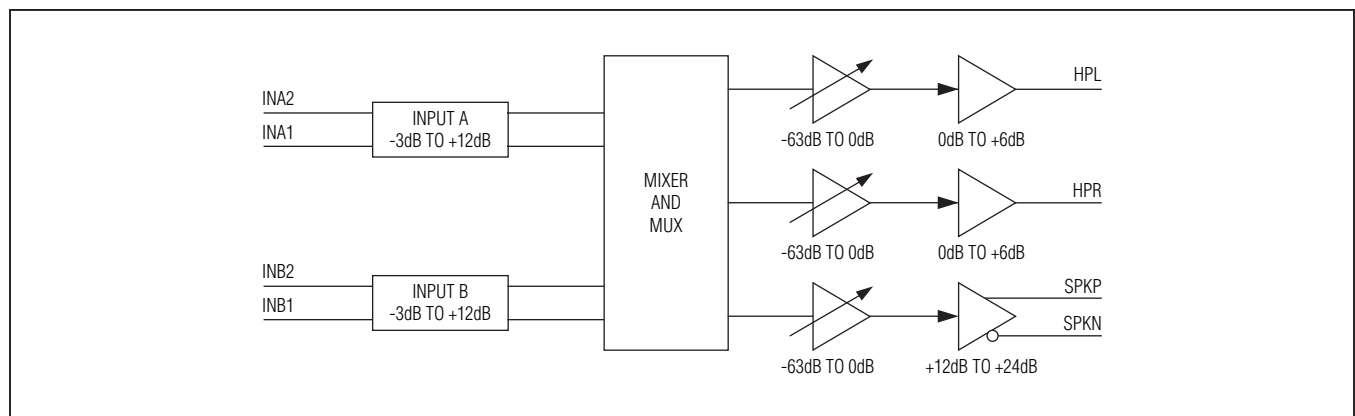 INA2
INA1
INPUT A
-3dB TO +12dB
INB2
INB1
INPUT B
-3dB TO +12dB
MIXER
AND
MUX
-63dB TO 0dB
0dB TO +6dB
HPL
-63dB TO 0dB
0dB TO +6dB
HPR
-63dB TO 0dB
+12dB TO +24dB
SPKP
SPKN